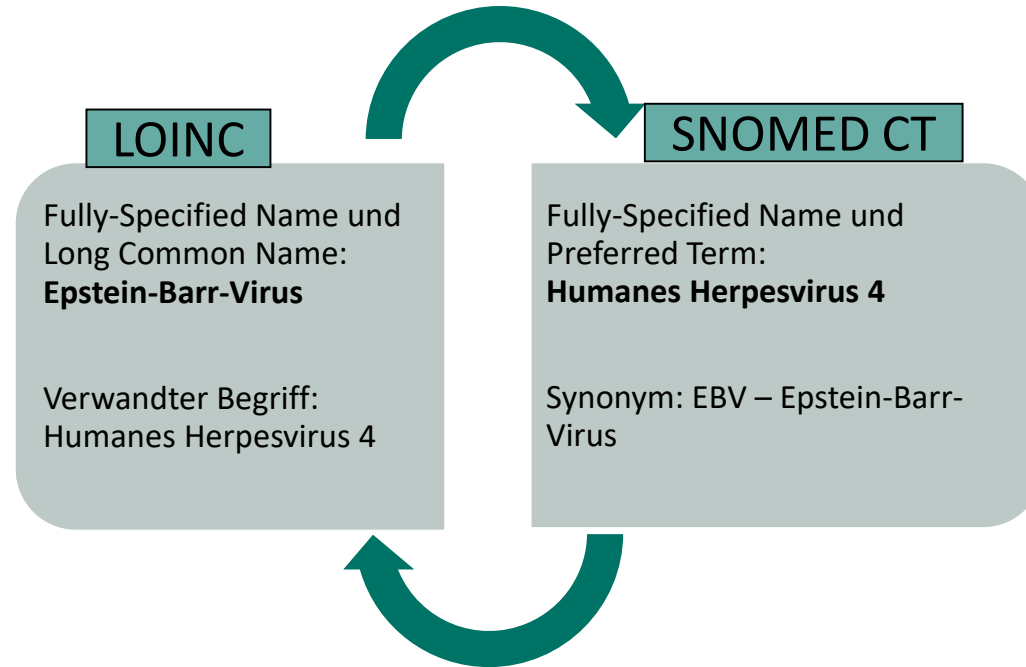 LOINC
Fully-Specified Name und
Long Common Name:
Epstein-Barr-Virus
Verwandter Begriff:
Humanes Herpesvirus 4
SNOMED CT
Fully-Specified Name und
Preferred Term:
Humanes Herpesvirus 4
Synonym: EBV – Epstein-Barr-
Virus